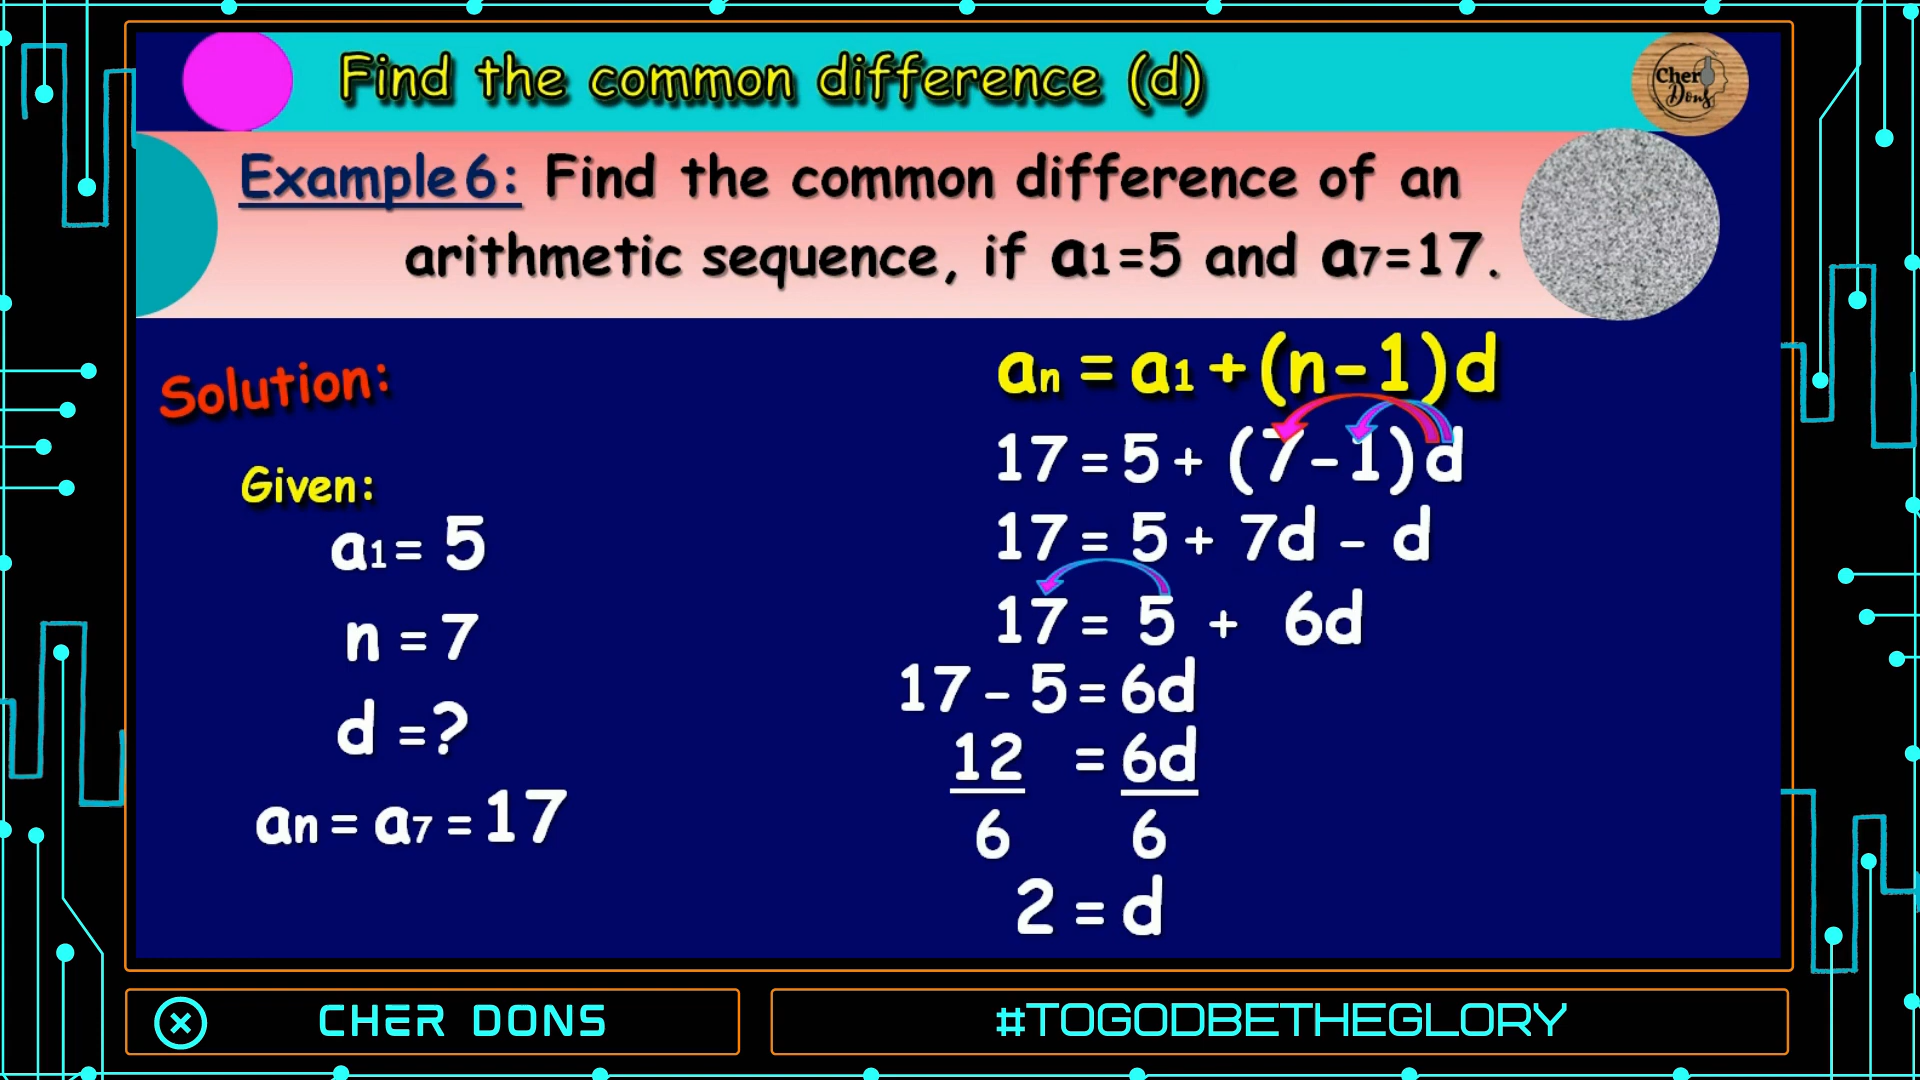 Find the common difference (d)
Cher
Dons
Example 6: Find the common difference of an
arithmetic sequence, if a1=5 and a7=17.
Solution:
Given:
a1= 5
n = 7
d =?
an = a7 = 17
an = a1 + (n-1)d
17 = 5 + (7-1)d
17 = 5 + 7d - d
17 = 5 + 6d
17 - 5 = 6d
12 = 6d
6 6
2 = d
CHER DONS
#TOGODBETHEGLORY